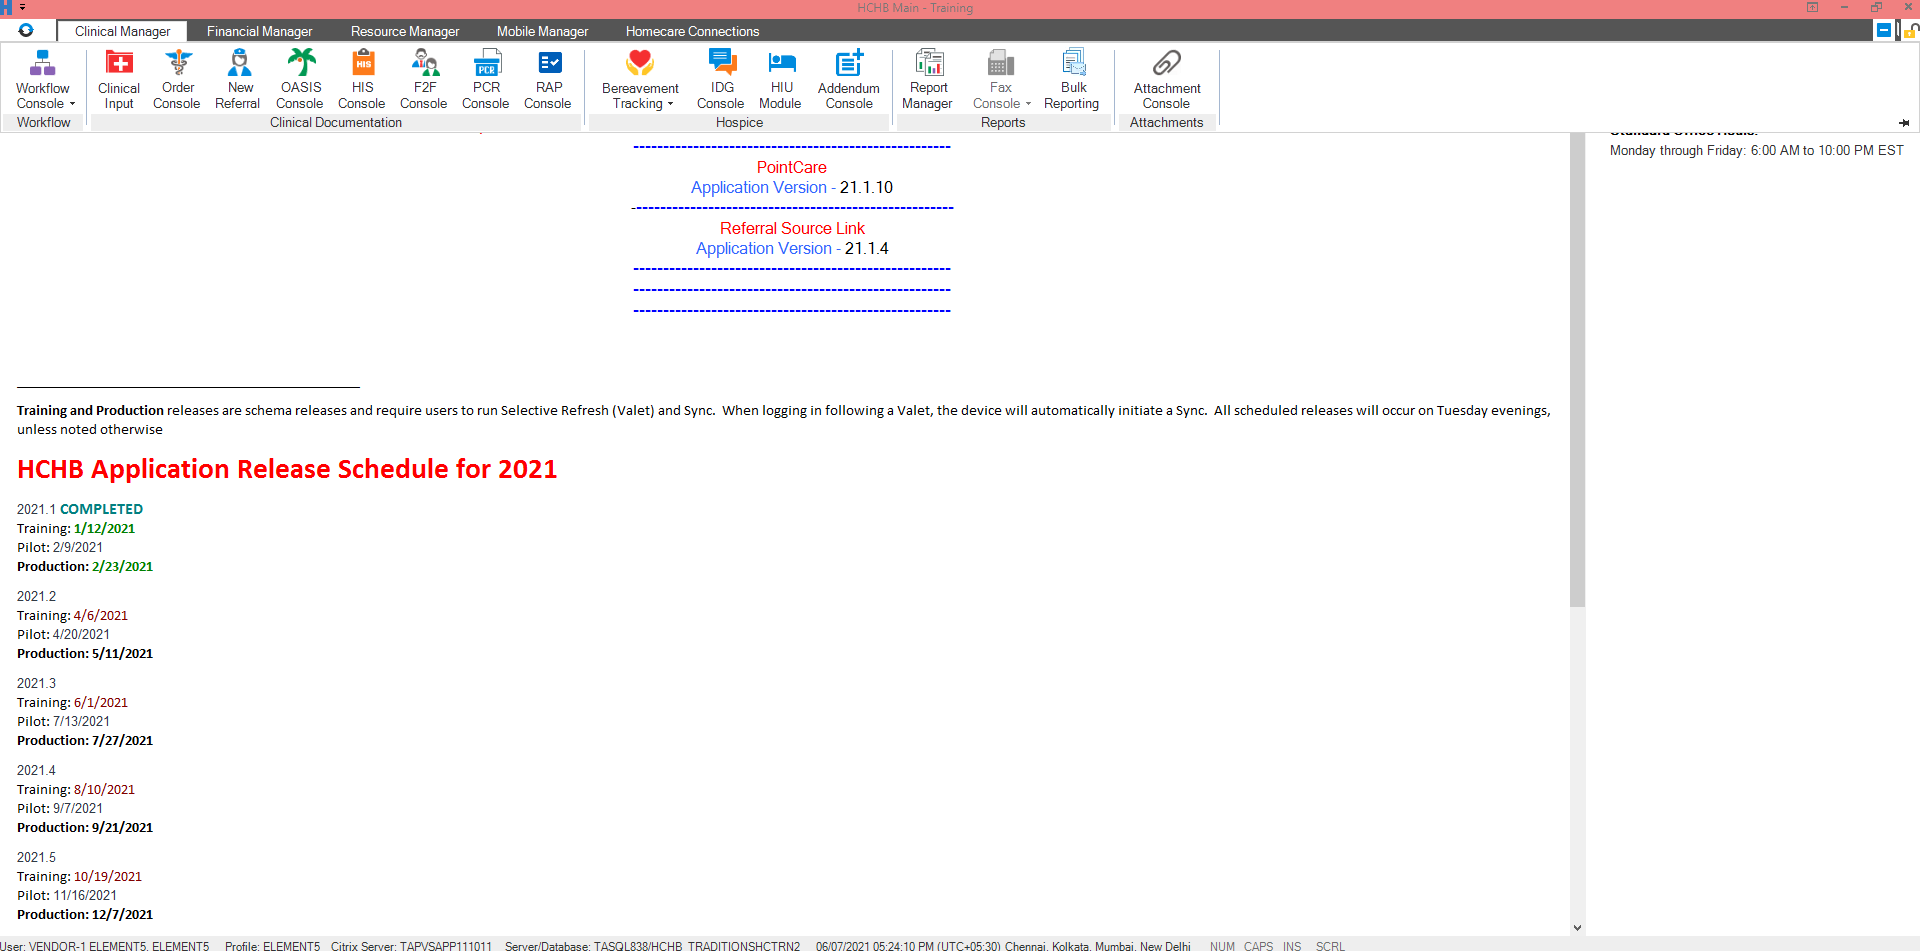 HCHB Main - Training
Clinical Manager Financial Manager Resource Manager Mobile Manager Homecare Connections
Workflow Console
Clinical Input
Order Console
New Referral
OASIS Console
HIS
HIS Console
F2F Console
PCR
PCR Console
RAP Console
Bereavement Tracking
IDG Console
HIU Module
Addendum Console
Report Manager
Fax Console
Bulk Reporting
Attachment Console
Workflow Clinical Documentation Hospice Reports Attachments
Standard Office Hours:
Monday through Friday: 6:00 AM to 10:00 PM EST
-----------------------------------------------------
PointCare
Application Version - 21.1.10
-----------------------------------------------------
Referral Source Link
Application Version - 21.1.4
-----------------------------------------------------
-----------------------------------------------------
-----------------------------------------------------
Training and Production releases are schema releases and require users to run Selective Refresh (Valet) and Sync. When logging in following a Valet, the device will automatically initiate a Sync. All scheduled releases will occur on Tuesday evenings,
unless noted otherwise
HCHB Application Release Schedule for 2021
2021.1 COMPLETED
Training: 1/12/2021
Pilot: 2/9/2021
Production: 2/23/2021
2021.2
Training: 4/6/2021
Pilot: 4/20/2021
Production: 5/11/2021
2021.3
Training: 6/1/2021
Pilot: 7/13/2021
Production: 7/27/2021
2021.4
Training: 8/10/2021
Pilot: 9/7/2021
Production: 9/21/2021
2021.5
Training: 10/19/2021
Pilot: 11/16/2021
Production: 12/7/2021
User: VENDOR-1 ELEMENT5, ELEMENT5 Profile: ELEMENT5 Citrix Server: TAPVSAPP111011 Server/Database: TASQL838/HCHB_TRADITIONSHCTRN2 06/07/2021 05:24:10 PM (UTC+05:30) Chennai, Kolkata, Mumbai, New Delhi NUM CAPS INS SCRL